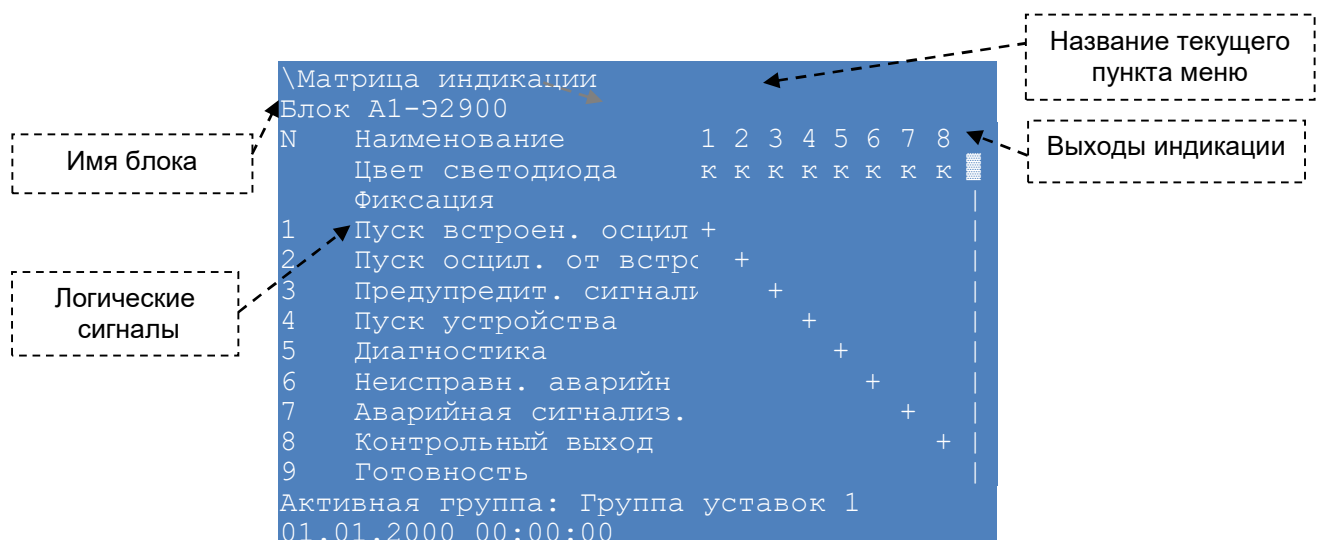 Название текущего
пункта меню
\Матрица индикации
Блок А1-Э2900
Имя блока
N Наименование 1 2 3 4 5 6 7 8
Выходы индикации
Цвет светодиода к к к к к к к к
Фиксация |
1 Пуск встроен. осцил + |
2 Пуск осцил. от встро + |
Логические
сигналы
3 Предупредит. сигнали + |
4 Пуск устройства + |
5 Диагностика + |
6 Неисправн. аварийн + |
7 Аварийная сигнализ. + |
8 Контрольный выход + |
9 Готовность |
Активная группа: Группа уставок 1
01.01.2000 00:00:00